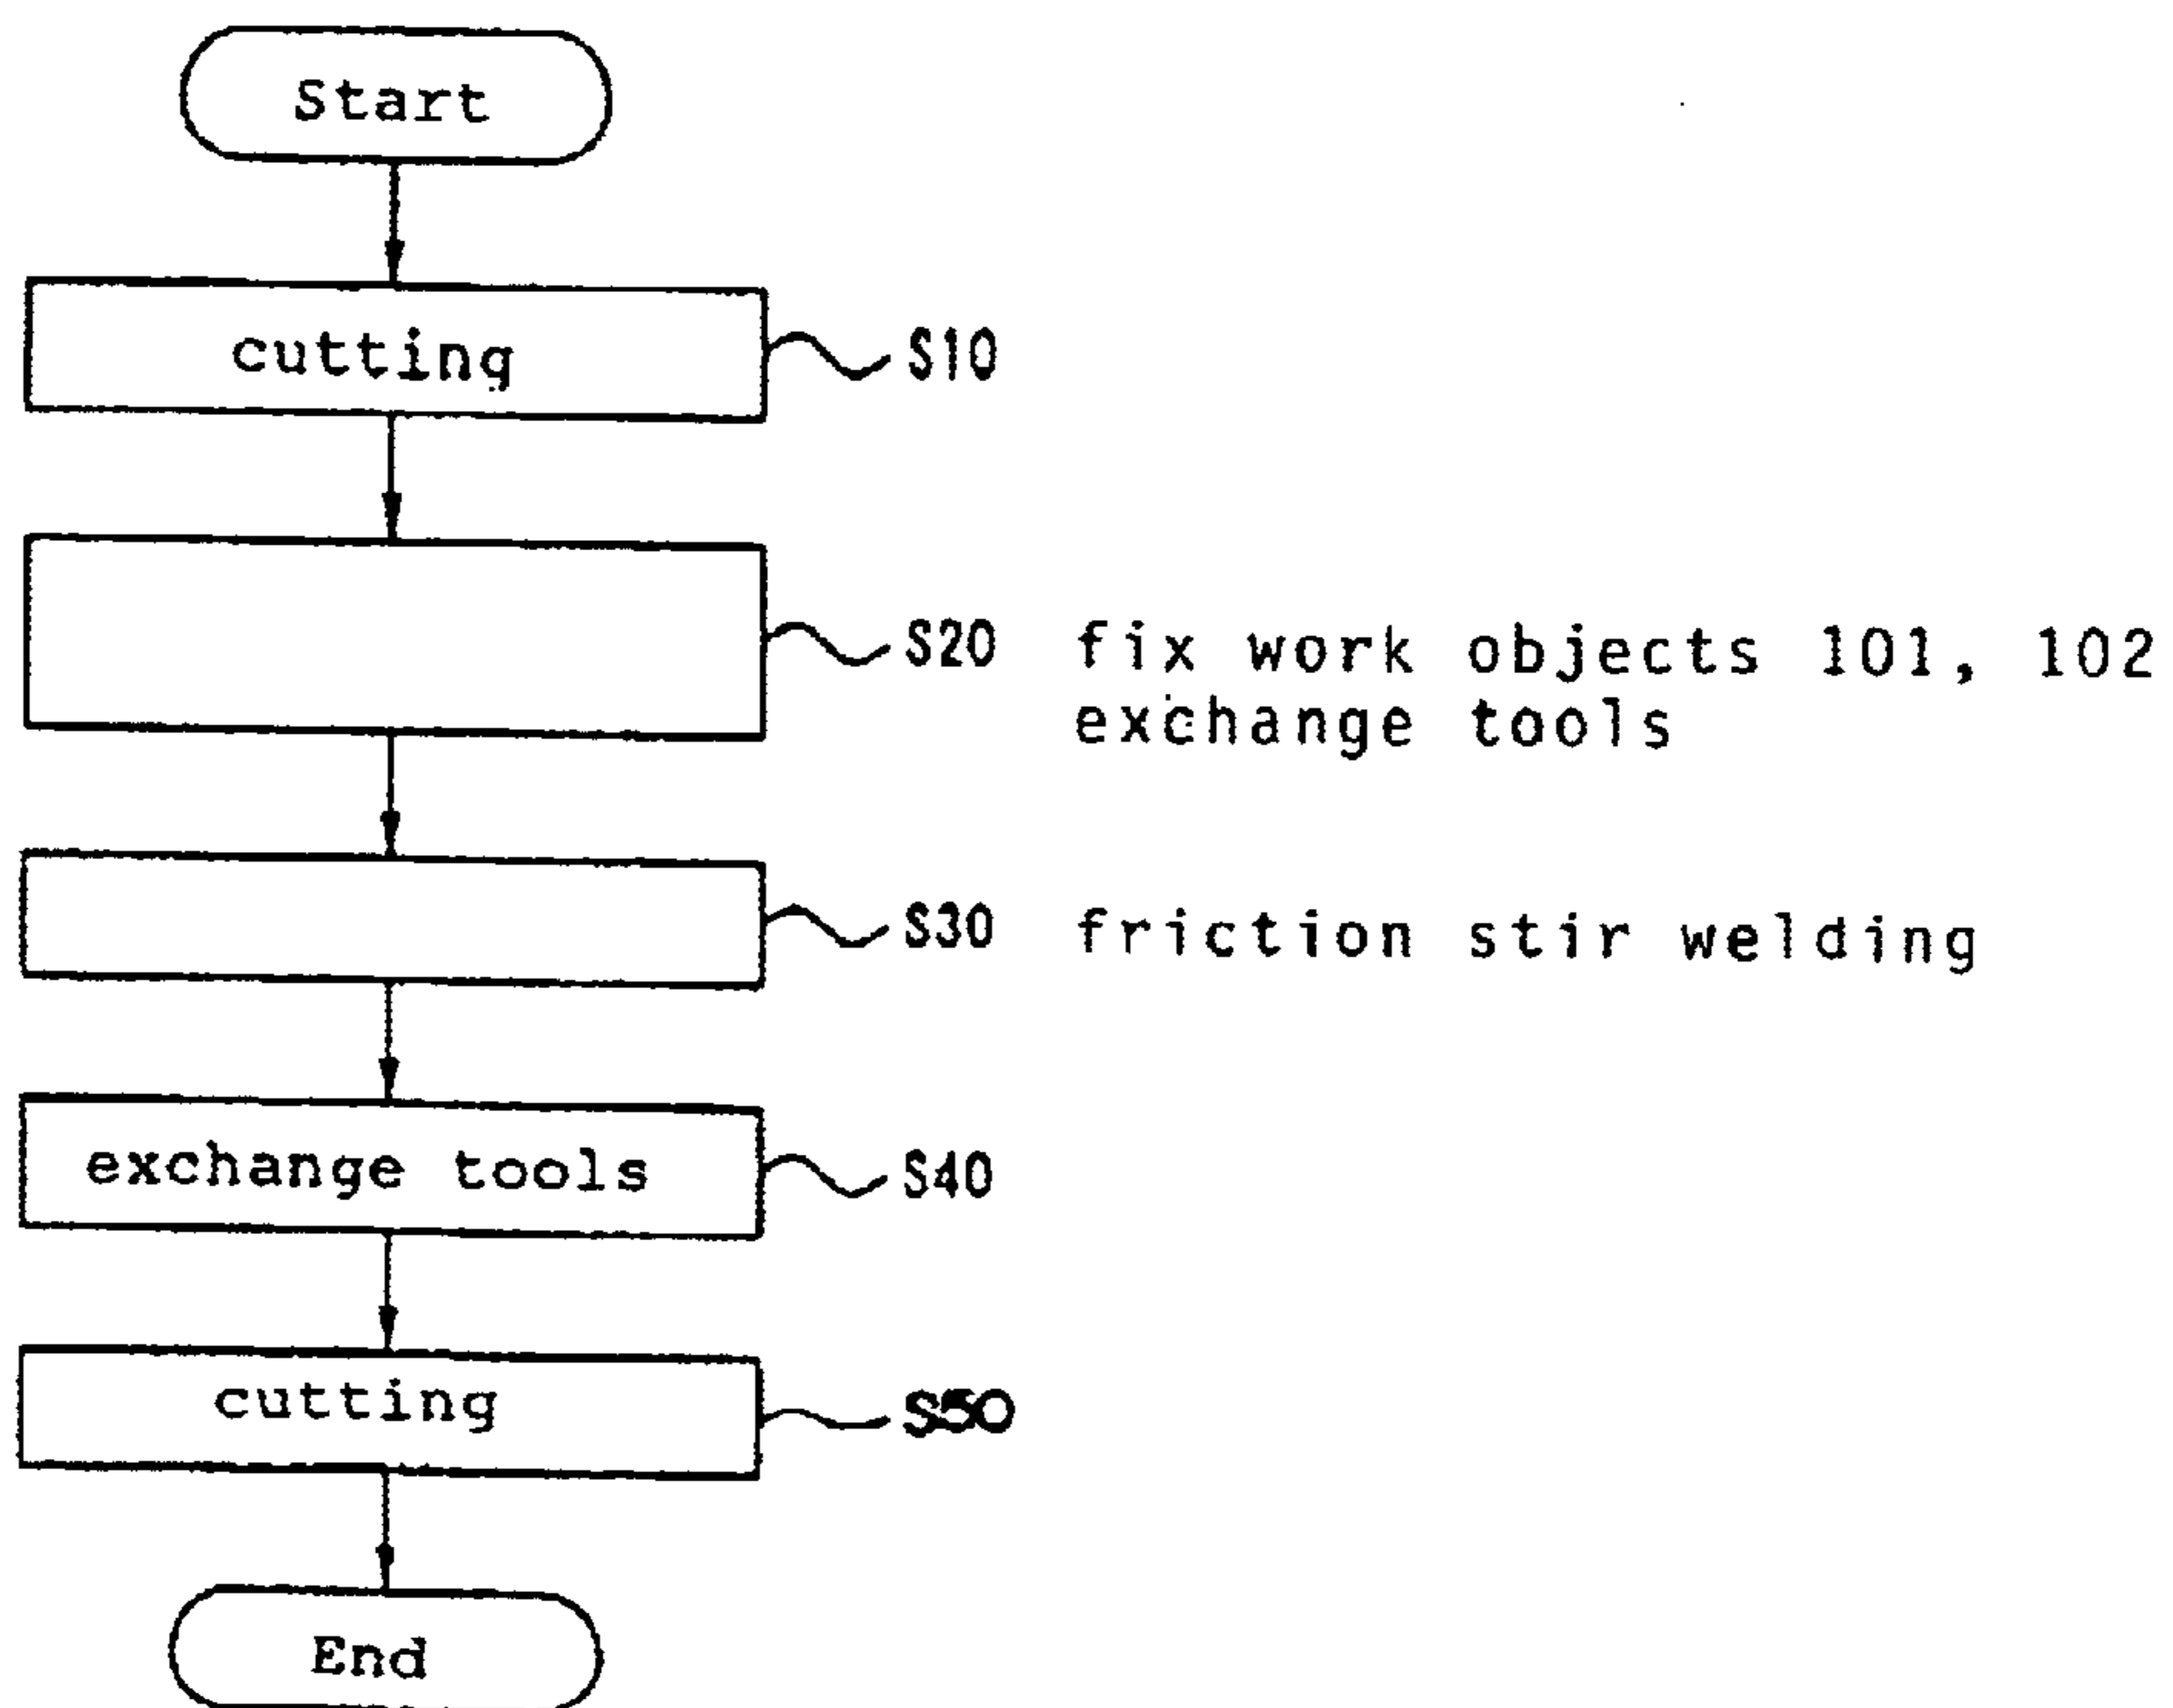 Start
cutting
S10
S20 fix work objects 101, 102
exchange tools
S30 friction stir welding
exchange tools
S40
cutting
S50
End